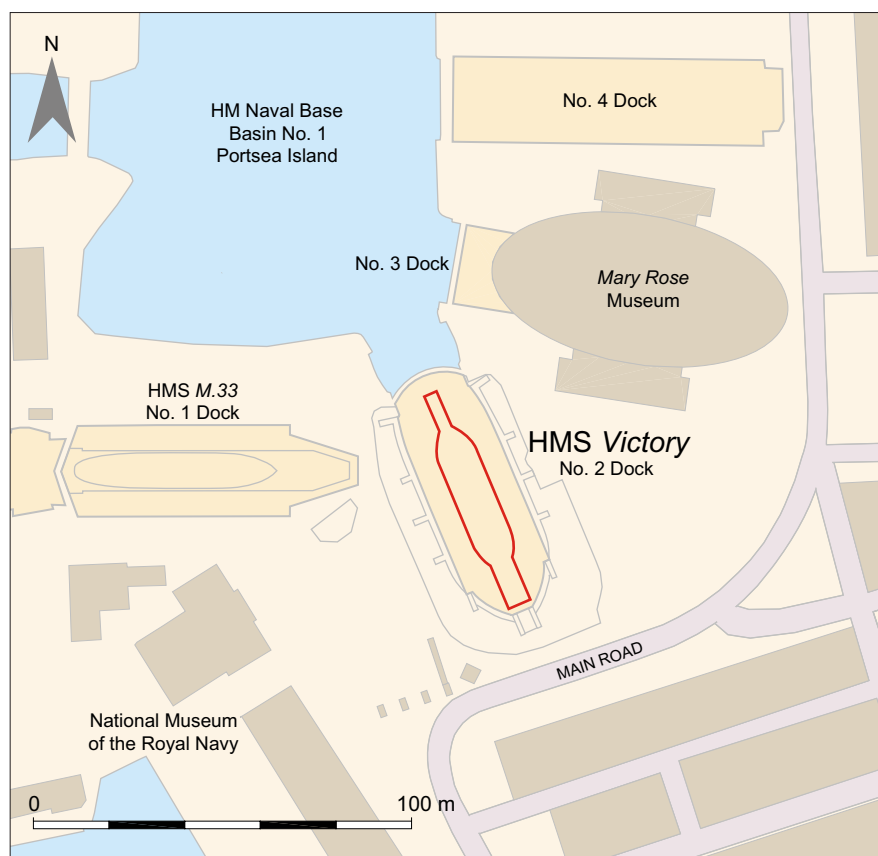 N
HM Naval Base
Basin No. 1
Portsea Island
No. 4 Dock
No. 3 Dock
Mary Rose
Museum
HMS M.33
No. 1 Dock
HMS Victory
No. 2 Dock
MAIN ROAD
National Museum
of the Royal Navy
0 100 m